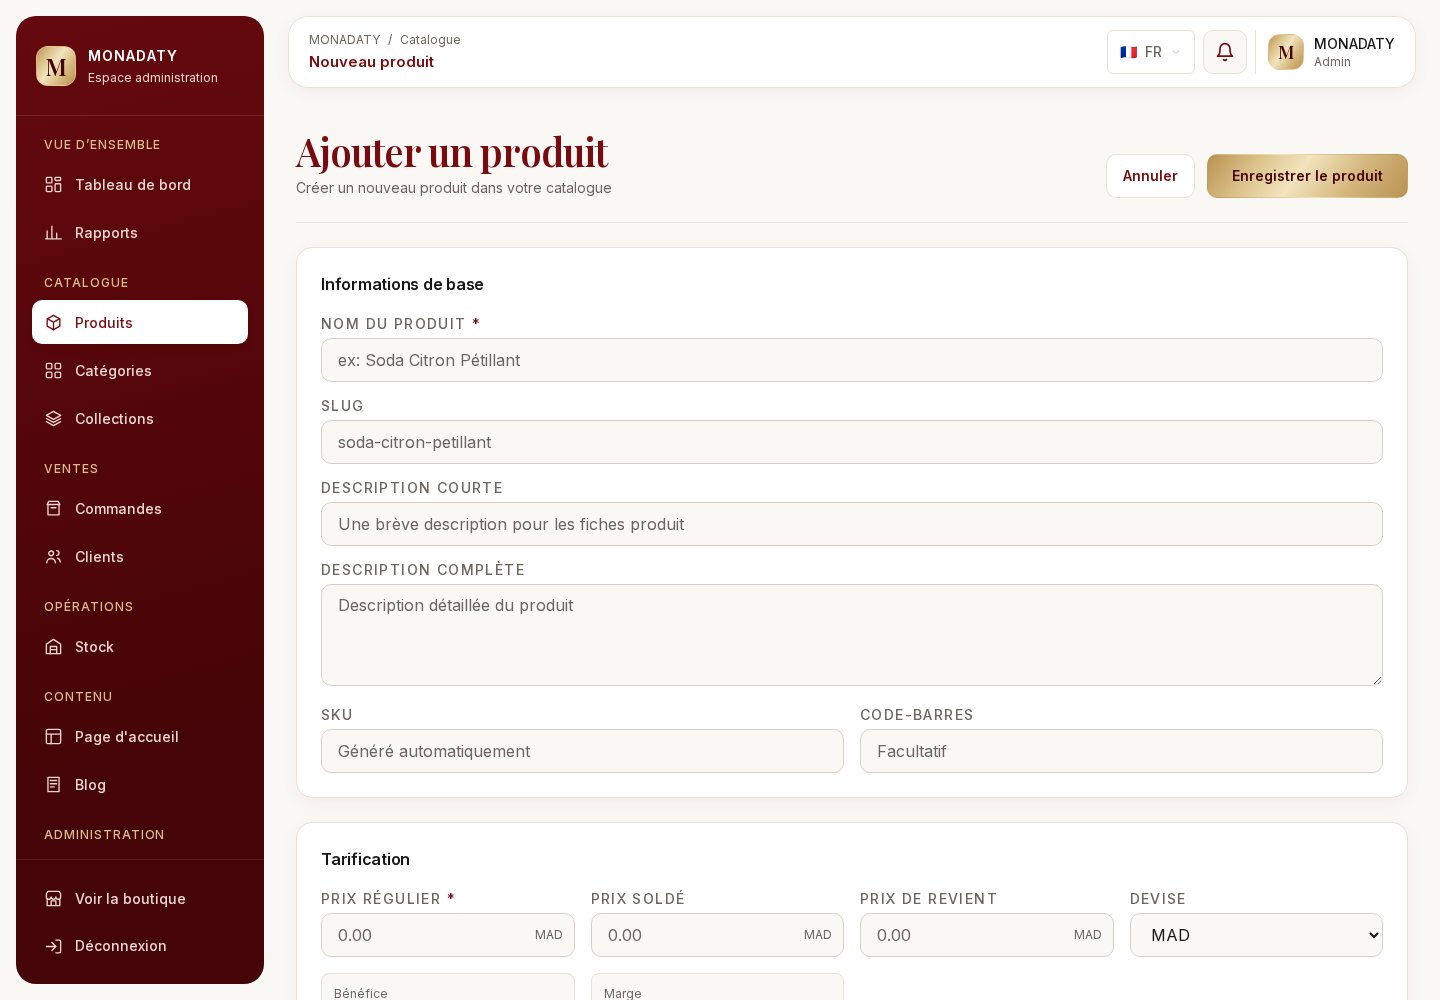 M
MONADATY
Espace administration
VUE D’ENSEMBLE
Tableau de bord
Rapports
CATALOGUE
Produits
Catégories
Collections
VENTES
Commandes
Clients
OPÉRATIONS
Stock
CONTENU
Page d'accueil
Blog
ADMINISTRATION
Voir la boutique
Déconnexion
MONADATY / Catalogue
Nouveau produit
FR
M
MONADATY
Admin
Ajouter un produit
Créer un nouveau produit dans votre catalogue
Annuler
Enregistrer le produit
Informations de base
NOM DU PRODUIT *
ex: Soda Citron Pétillant
SLUG
soda-citron-petillant
DESCRIPTION COURTE
Une brève description pour les fiches produit
DESCRIPTION COMPLÈTE
Description détaillée du produit
SKU CODE-BARRES
Généré automatiquement Facultatif
Tarification
PRIX RÉGULIER * PRIX SOLDÉ PRIX DE REVIENT DEVISE
0.00 MAD 0.00 MAD 0.00 MAD MAD
Bénéfice Marge